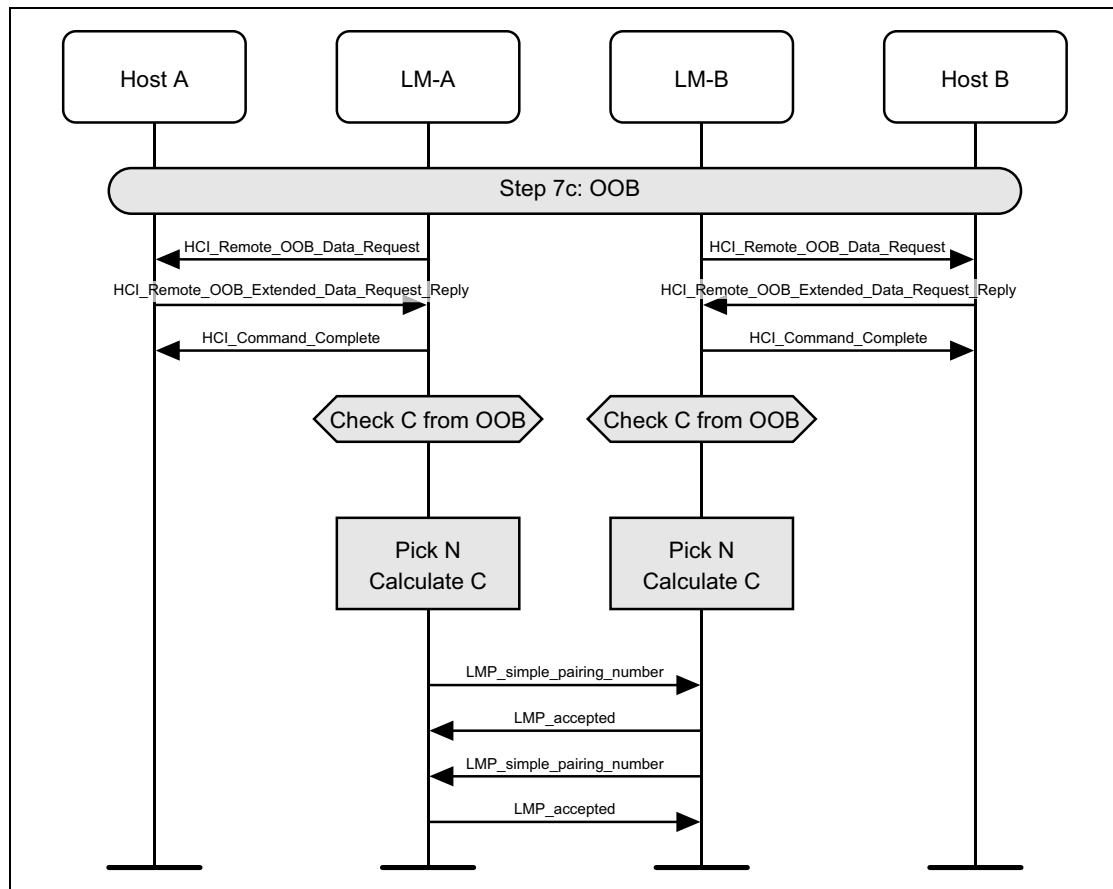 Host A
LM-A
LM-B
Host B
Step 7c: OOB
HCI_Remote_OOB_Data_Request
HCI_Remote_OOB_Data_Request
HCI_Remote_OOB_Extended_Data_Request_Reply
HCI_Remote_OOB_Extended_Data_Request_Reply
HCI_Command_Complete
HCI_Command_Complete
Check C from OOB
Check C from OOB
Pick N
Calculate C
Pick N
Calculate C
LMP_simple_pairing_number
LMP_accepted
LMP_simple_pairing_number
LMP_accepted